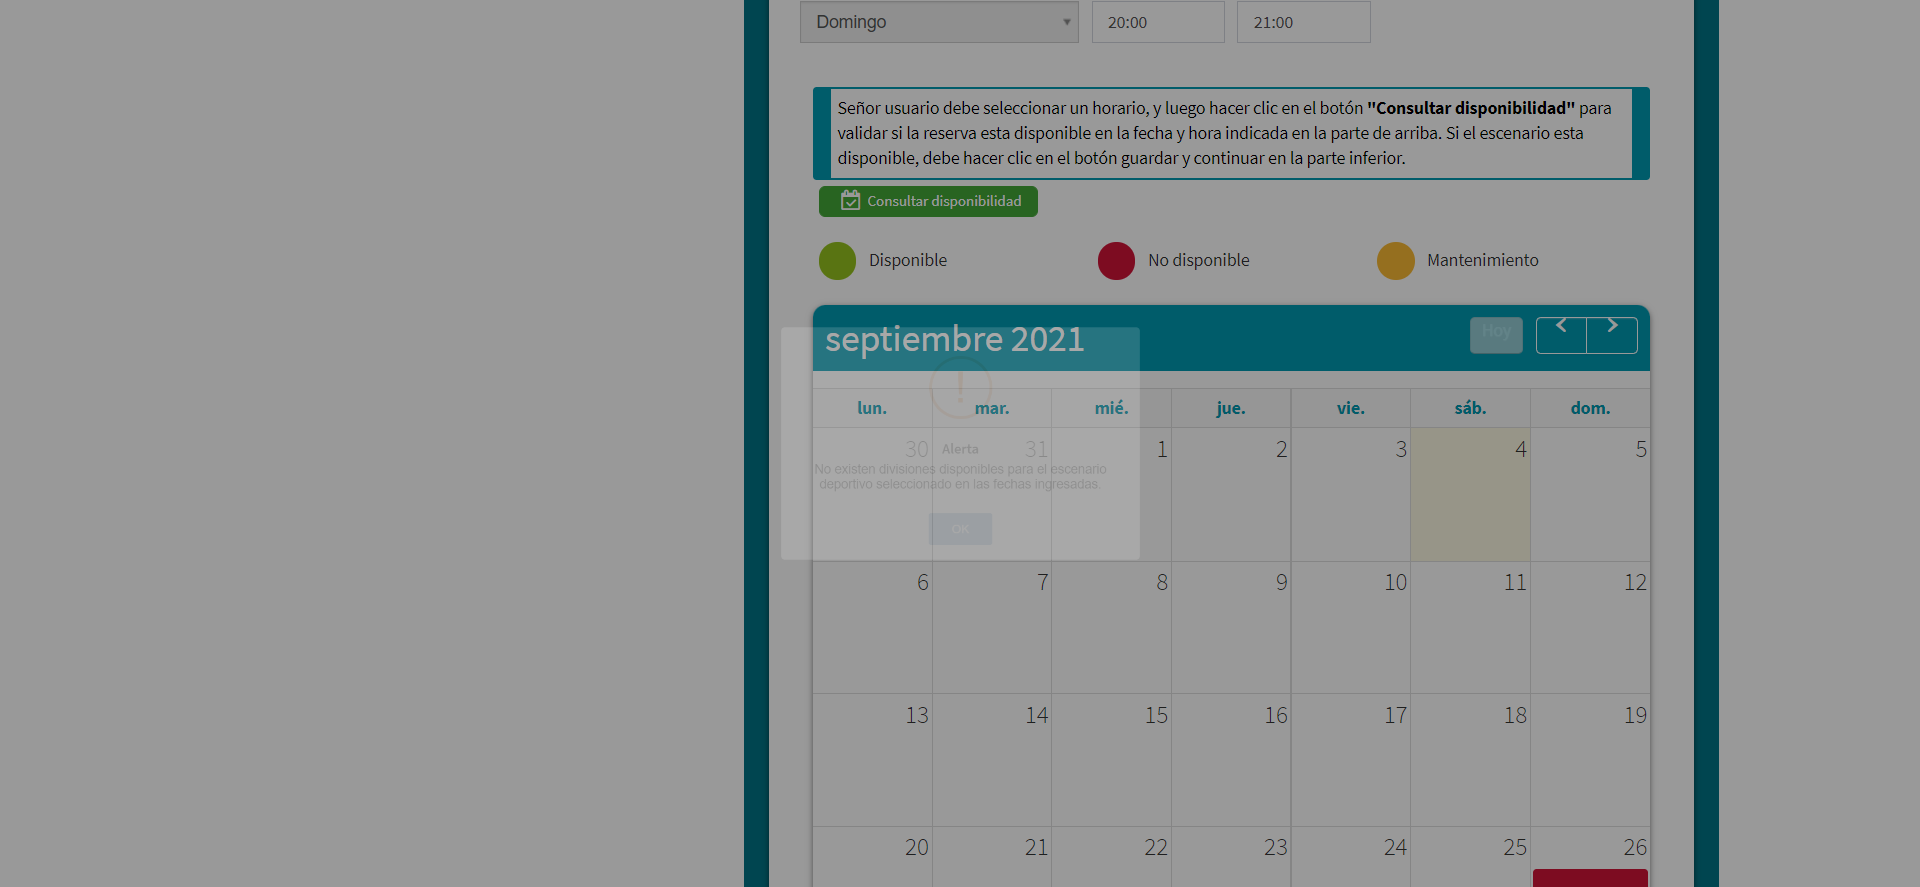 Domingo 20:00 21:00
Señor usuario debe seleccionar un horario, y luego hacer clic en el botón "Consultar disponibilidad" para
validar si la reserva esta disponible en la fecha y hora indicada en la parte de arriba. Si el escenario esta
disponible, debe hacer clic en el botón guardar y continuar en la parte inferior.
Consultar disponibilidad
Disponible No disponible Mantenimiento
septiembre 2021 Hoy
lun. mar. mié. jue. vie. sáb. dom.
30 31 1 2 3 4 5
Alerta
No existen divisiones disponibles para el escenario
deportivo seleccionado en las fechas ingresadas.
OK
6 7 8 9 10 11 12
13 14 15 16 17 18 19
20 21 22 23 24 25 26